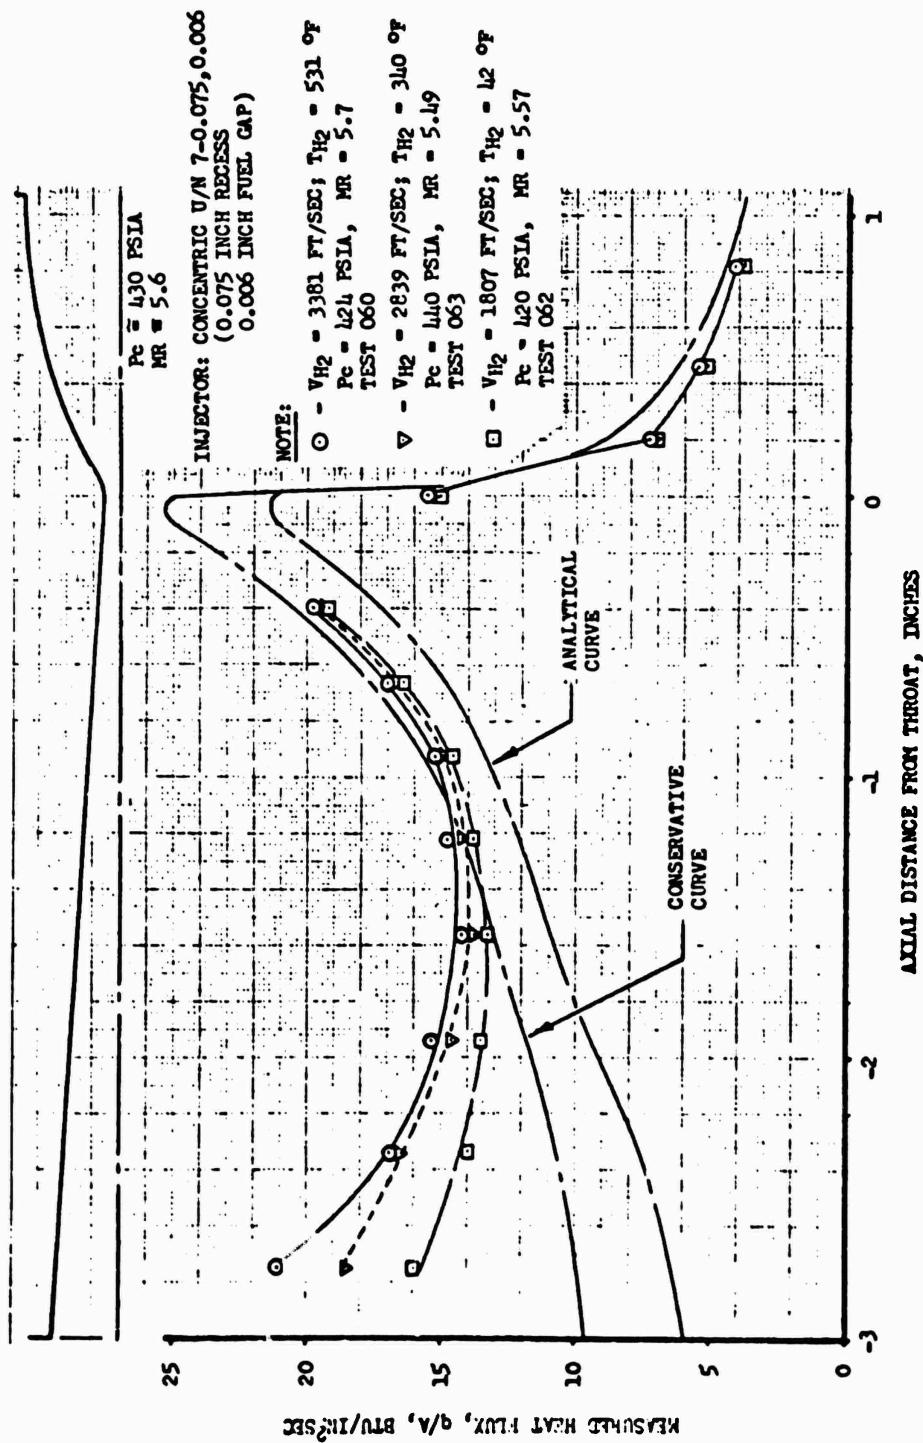 Pc ≅ 430 PSIA
MR ≅ 5.6
INJECTOR: CONCENTRIC U/N 7-0.075,0.006
(0.075 INCH RECESS
0.006 INCH FUEL GAP)
NOTE:
⊙ - VH2 = 3381 FT/SEC; TH2 = 531 °F
Pc = 424 PSIA, MR = 5.7
TEST 060
▽ - VH2 = 2839 FT/SEC; TH2 = 340 °F
Pc = 440 PSIA, MR = 5.49
TEST 063
⊡ - VH2 = 1807 FT/SEC; TH2 = 42 °F
Pc = 420 PSIA, MR = 5.57
TEST 062
ANALYTICAL
CURVE
CONSERVATIVE
CURVE
25
20
15
10
5
0
MEASURED HEAT FLUX, q/A, BTU/IN²SEC
-3
-2
-1
0
1
AXIAL DISTANCE FROM THROAT, INCHES